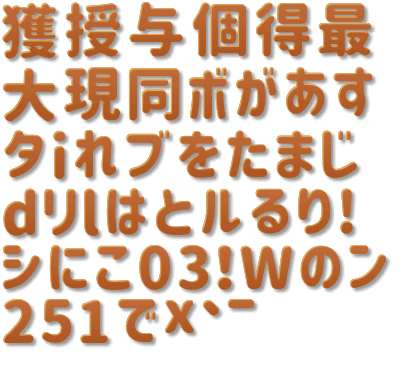 獲授与個得最
大現同ボがあす
タiれブをたまじ
dリlはとルるり!
シにこ03!Wのン
251でx、ー